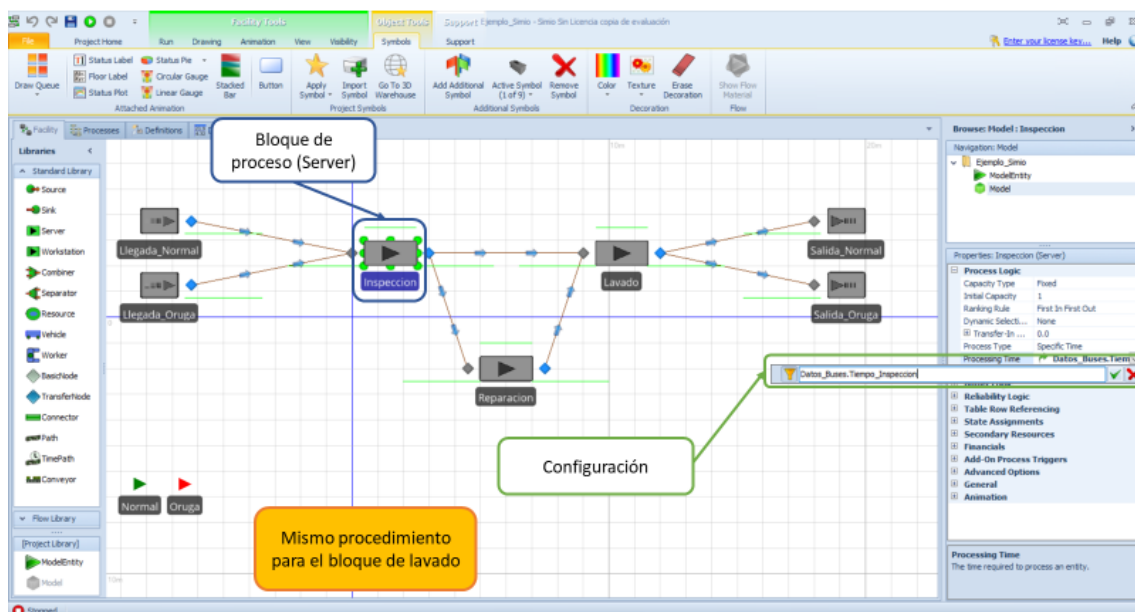 Facility Tools
Object Tools
Support
Ejemplo_Simio - Simio Sin Licencia copia de evaluación
File
Project Home
Run
Drawing
Animation
View
Visibility
Symbols
Support
Enter your license key...
Help
Draw Queue
Status Label
Floor Label
Status Plot
Status Pie
Circular Gauge
Linear Gauge
Stacked Bar
Button
Attached Animation
Apply Symbol
Import Symbol
Go To 3D Warehouse
Project Symbols
Add Additional Symbol
Active Symbol (1 of 9)
Remove Symbol
Additional Symbols
Color
Texture
Erase Decoration
Decoration
Show Flow Material
Flow
Facility
Processes
Definitions
Libraries
Standard Library
Source
Sink
Server
Workstation
Combiner
Separator
Resource
Vehicle
Worker
BasicNode
TransferNode
Connector
Path
TimePath
Conveyor
Flow Library
[Project Library]
ModelEntity
Model
Bloque de
proceso (Server)
10m
20m
Llegada_Normal
Llegada_Oruga
Inspeccion
Lavado
Reparacion
Salida_Normal
Salida_Oruga
0
Normal
Oruga
10m
Configuración
Mismo procedimiento
para el bloque de lavado
Browse: Model : Inspeccion
Navigation: Model
Ejemplo_Simio
ModelEntity
Model
Properties: Inspeccion (Server)
Process Logic
Capacity Type Fixed
Initial Capacity 1
Ranking Rule First In First Out
Dynamic Selecti... None
Transfer-In ... 0.0
Process Type Specific Time
Processing Time Datos_Buses.Tiem
Datos_Buses.Tiempo_Inspeccion
Reliability Logic
Table Row Referencing
State Assignments
Secondary Resources
Financials
Add-On Process Triggers
Advanced Options
General
Animation
Processing Time
The time required to process an entity.
Stopped